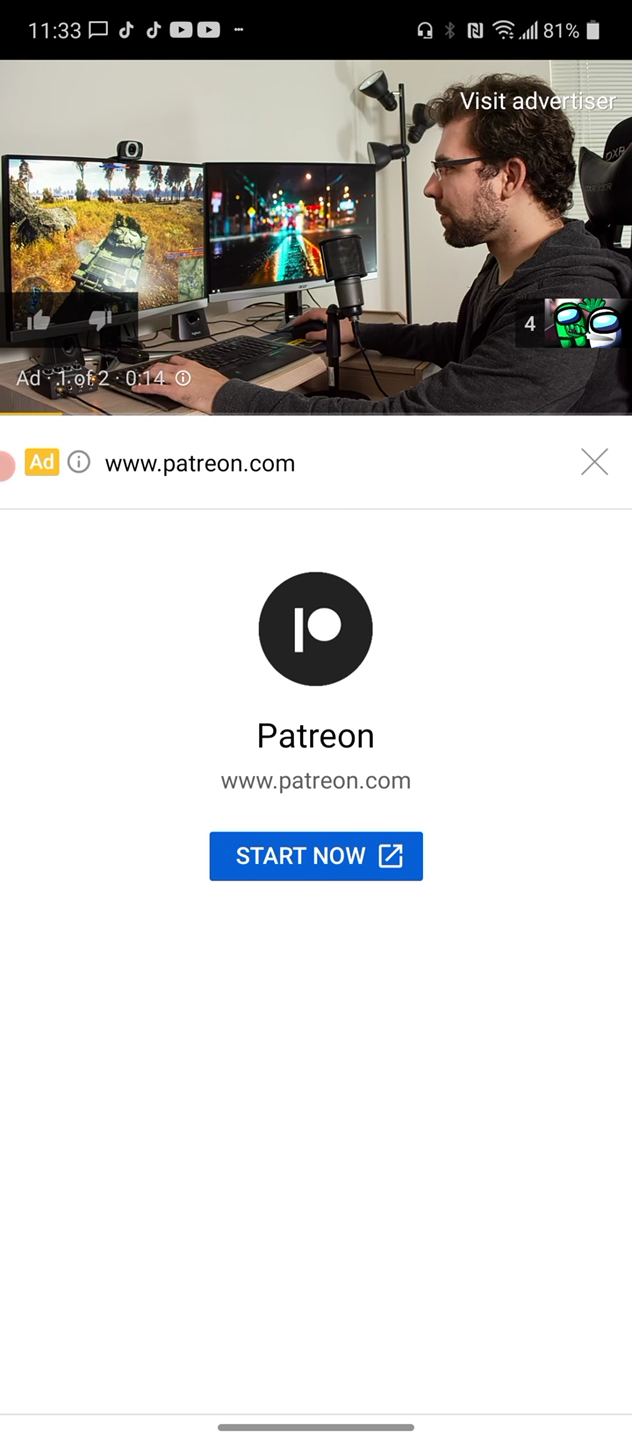 11:33
81%
Visit advertiser
4
Ad · 1 of 2 · 0:14
Ad www.patreon.com
Patreon
www.patreon.com
START NOW